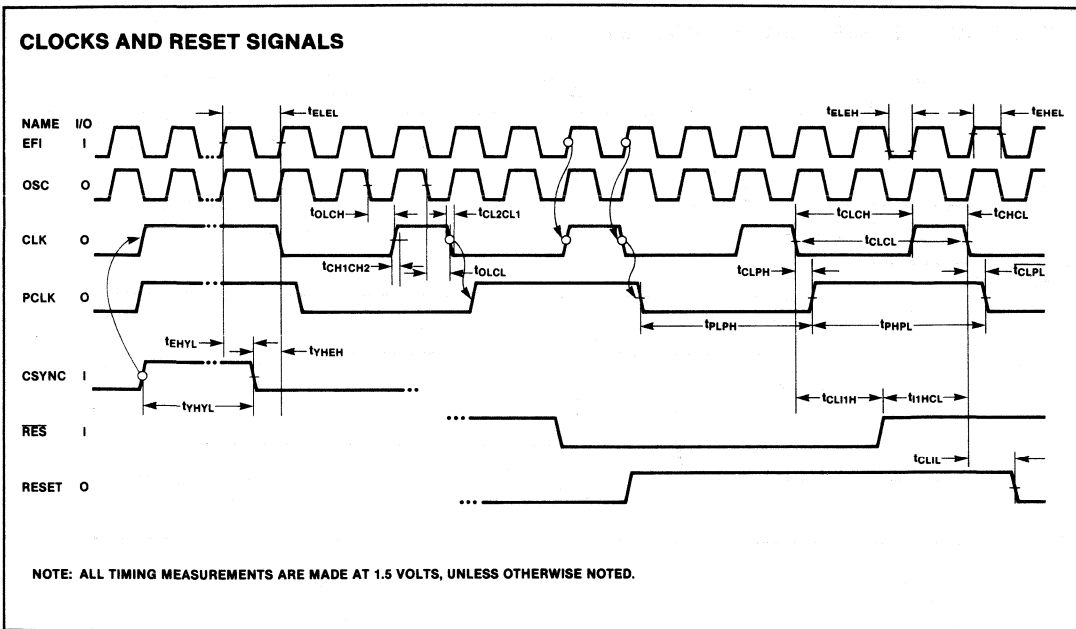 CLOCKS AND RESET SIGNALS
tELEL
tELEH
tEHEL
NAME I/O
EFI I
OSC O
tOLCH
tCL2CL1
tCLCH
tCHCL
CLK O
tCLCL
tCH1CH2
tOLCL
tCLPH
tCLPL
PCLK O
tPLPH
tPHPL
tEHYL
tYHEH
CSYNC I
tYHYL
tCLI1H
tI1HCL
RES I
tCLIL
RESET O
NOTE: ALL TIMING MEASUREMENTS ARE MADE AT 1.5 VOLTS, UNLESS OTHERWISE NOTED.